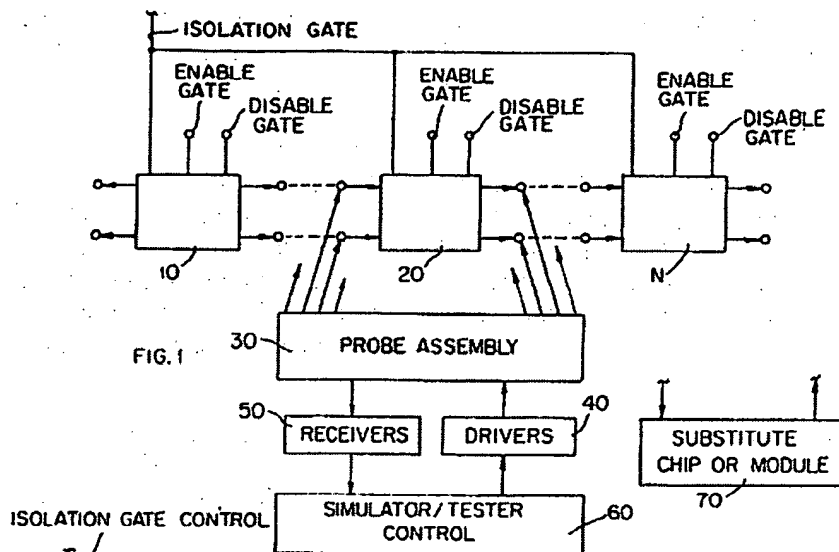 ISOLATION GATE
ENABLE
GATE
DISABLE
GATE
ENABLE
GATE
DISABLE
GATE
ENABLE
GATE
DISABLE
GATE
10
20
N
FIG. 1
30
PROBE ASSEMBLY
50
RECEIVERS
DRIVERS
40
SUBSTITUTE
CHIP OR MODULE
70
ISOLATION GATE CONTROL
SIMULATOR/TESTER
CONTROL
60